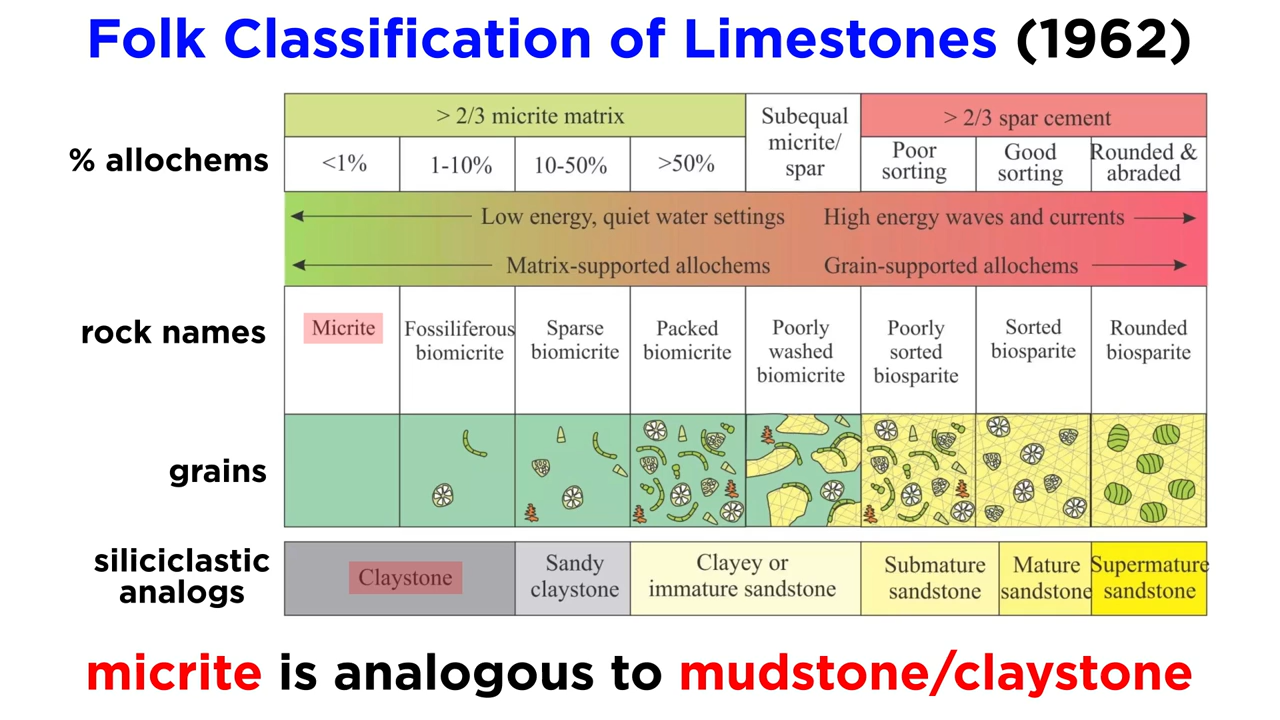 Folk Classification of Limestones (1962)
> 2/3 micrite matrix
Subequal
micrite/
spar
> 2/3 spar cement
% allochems
<1%
1-10%
10-50%
>50%
Poor
sorting
Good
sorting
Rounded &
abraded
Low energy, quiet water settings
High energy waves and currents
Matrix-supported allochems
Grain-supported allochems
rock names
Micrite
Fossiliferous
biomicrite
Sparse
biomicrite
Packed
biomicrite
Poorly
washed
biomicrite
Poorly
sorted
biosparite
Sorted
biosparite
Rounded
biosparite
grains
siliciclastic
analogs
Claystone
Sandy
claystone
Clayey or
immature sandstone
Submature
sandstone
Mature
sandstone
Supermature
sandstone
micrite is analogous to mudstone/claystone